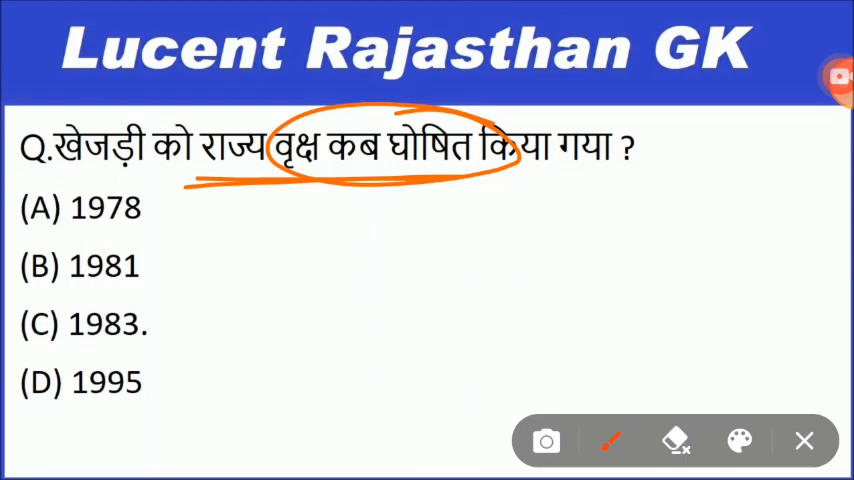 Lucent Rajasthan GK
Q.खेजड़ी को राज्य वृक्ष कब घोषित किया गया ?
(A) 1978
(B) 1981
(C) 1983.
(D) 1995